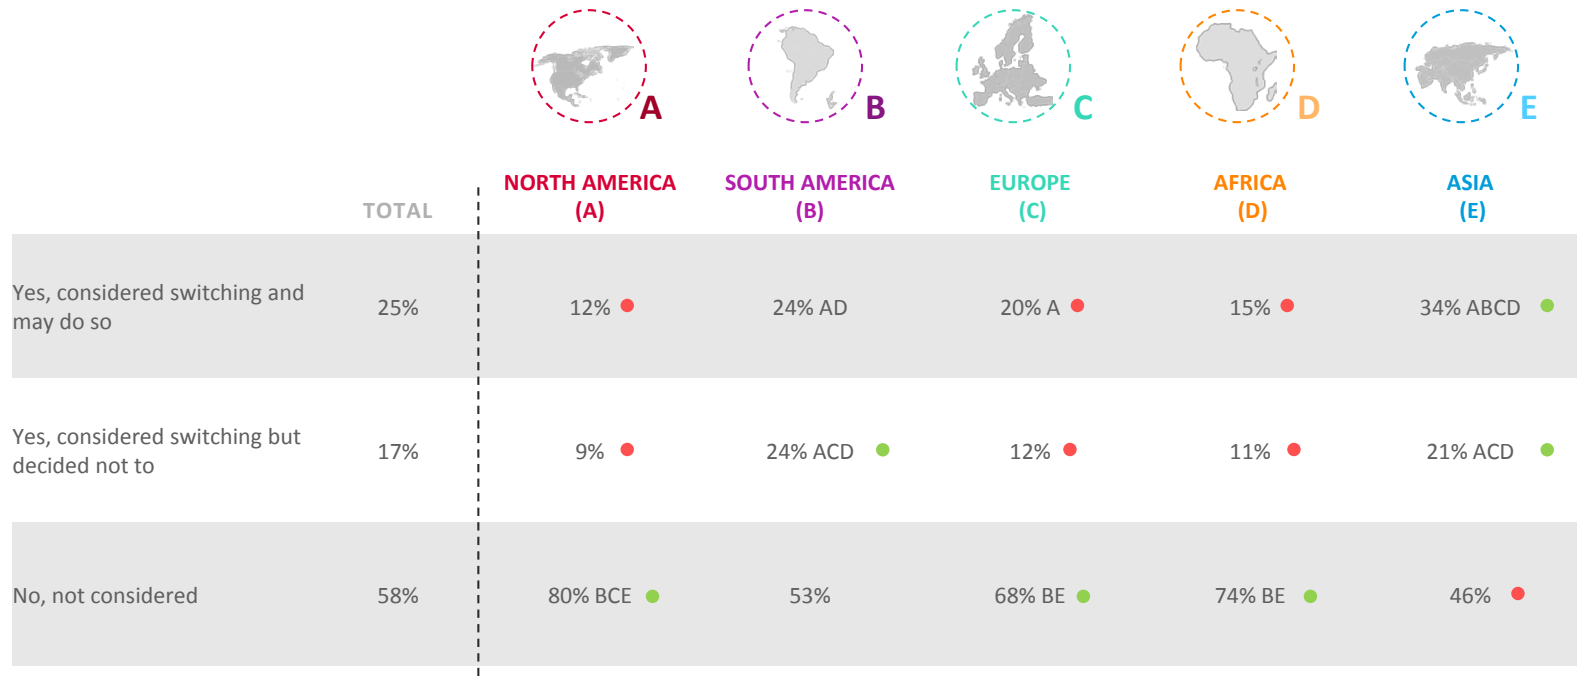 A B C D E
NORTH AMERICA SOUTH AMERICA EUROPE AFRICA ASIA
TOTAL (A) (B) (C) (D) (E)
Yes, considered switching and
may do so
25% 12% 24% AD 20% A 15% 34% ABCD
Yes, considered switching but
decided not to
17% 9% 24% ACD 12% 11% 21% ACD
No, not considered 58% 80% BCE 53% 68% BE 74% BE 46%